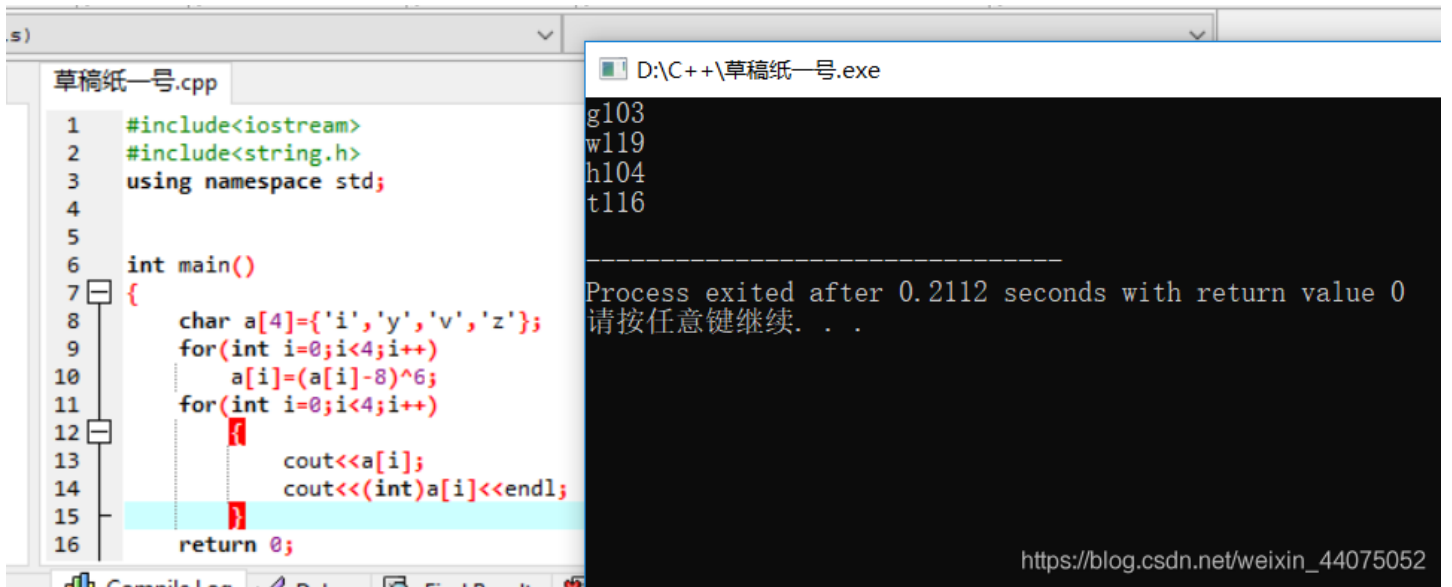 .s)
草稿纸一号.cpp
1 #include<iostream>
2 #include<string.h>
3 using namespace std;
4
5
6 int main()
7 {
8 char a[4]={'i','y','v','z'};
9 for(int i=0;i<4;i++)
10 a[i]=(a[i]-8)^6;
11 for(int i=0;i<4;i++)
12 {
13 cout<<a[i];
14 cout<<(int)a[i]<<endl;
15 }
16 return 0;
D:\C++\草稿纸一号.exe
g103
w119
h104
t116
--------------------------------
Process exited after 0.2112 seconds with return value 0
请按任意键继续. . .
https://blog.csdn.net/weixin_44075052